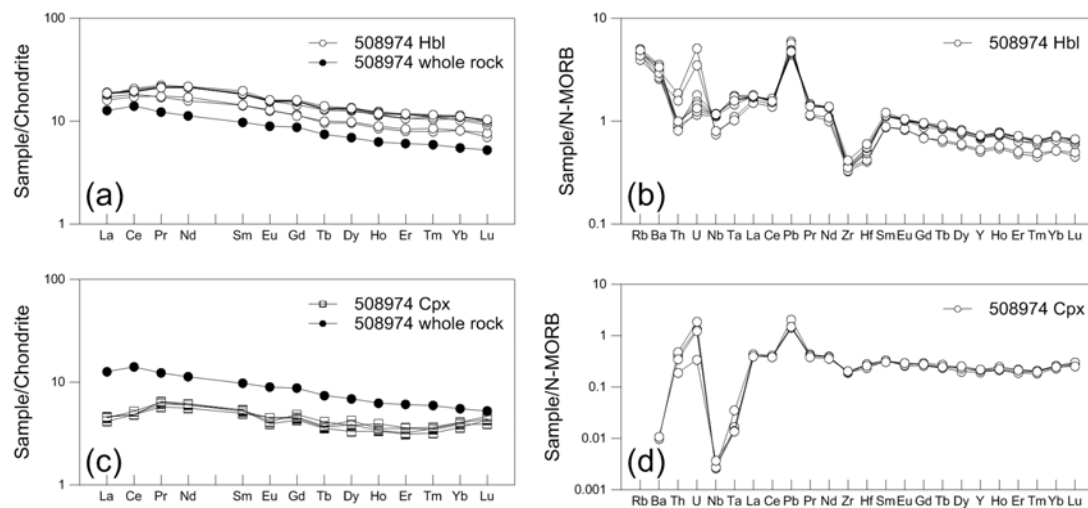 100
10
1
Sample/Chondrite
508974 Hbl
508974 whole rock
(a)
La Ce Pr Nd Sm Eu Gd Tb Dy Ho Er Tm Yb Lu
10
1
0.1
Sample/N-MORB
508974 Hbl
(b)
Rb Ba Th U Nb Ta La Ce Pb Pr Nd Zr Hf Sm Eu Gd Tb Dy Y Ho Er Tm Yb Lu
100
10
1
Sample/Chondrite
508974 Cpx
508974 whole rock
(c)
La Ce Pr Nd Sm Eu Gd Tb Dy Ho Er Tm Yb Lu
10
1
0.1
0.01
0.001
Sample/N-MORB
508974 Cpx
(d)
Rb Ba Th U Nb Ta La Ce Pb Pr Nd Zr Hf Sm Eu Gd Tb Dy Y Ho Er Tm Yb Lu